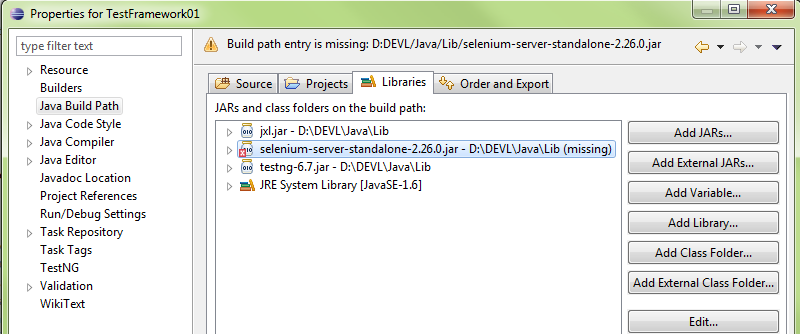 Properties for TestFramework01
type filter text
Build path entry is missing: D:DEVL/Java/Lib/selenium-server-standalone-2.26.0.jar
Resource
Builders
Java Build Path
Java Code Style
Java Compiler
Java Editor
Javadoc Location
Project References
Run/Debug Settings
Task Repository
Task Tags
TestNG
Validation
WikiText
Source
Projects
Libraries
Order and Export
JARs and class folders on the build path:
jxl.jar - D:\DEVL\Java\Lib
selenium-server-standalone-2.26.0.jar - D:\DEVL\Java\Lib (missing)
testng-6.7.jar - D:\DEVL\Java\Lib
JRE System Library [JavaSE-1.6]
Add JARs...
Add External JARs...
Add Variable...
Add Library...
Add Class Folder...
Add External Class Folder...
Edit...